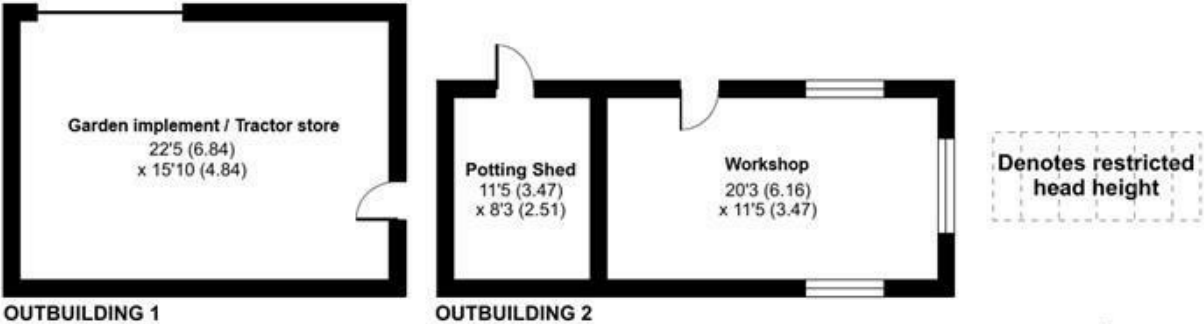 Garden implement / Tractor store
22'5 (6.84)
x 15'10 (4.84)
OUTBUILDING 1
Potting Shed
11'5 (3.47)
x 8'3 (2.51)
Workshop
20'3 (6.16)
x 11'5 (3.47)
OUTBUILDING 2
Denotes restricted
head height